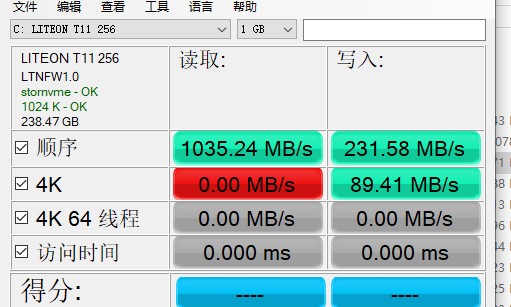 文件 编辑 查看 工具 语言 帮助
C: LITEON T11 256 1 GB
LITEON T11 256 读取: 写入:
LTNFW1.0
stornvme - OK
1024 K - OK
238.47 GB
顺序 1035.24 MB/s 231.58 MB/s
4K 0.00 MB/s 89.41 MB/s
4K 64 线程 0.00 MB/s 0.00 MB/s
访问时间 0.000 ms 0.000 ms
得分: ---- ----